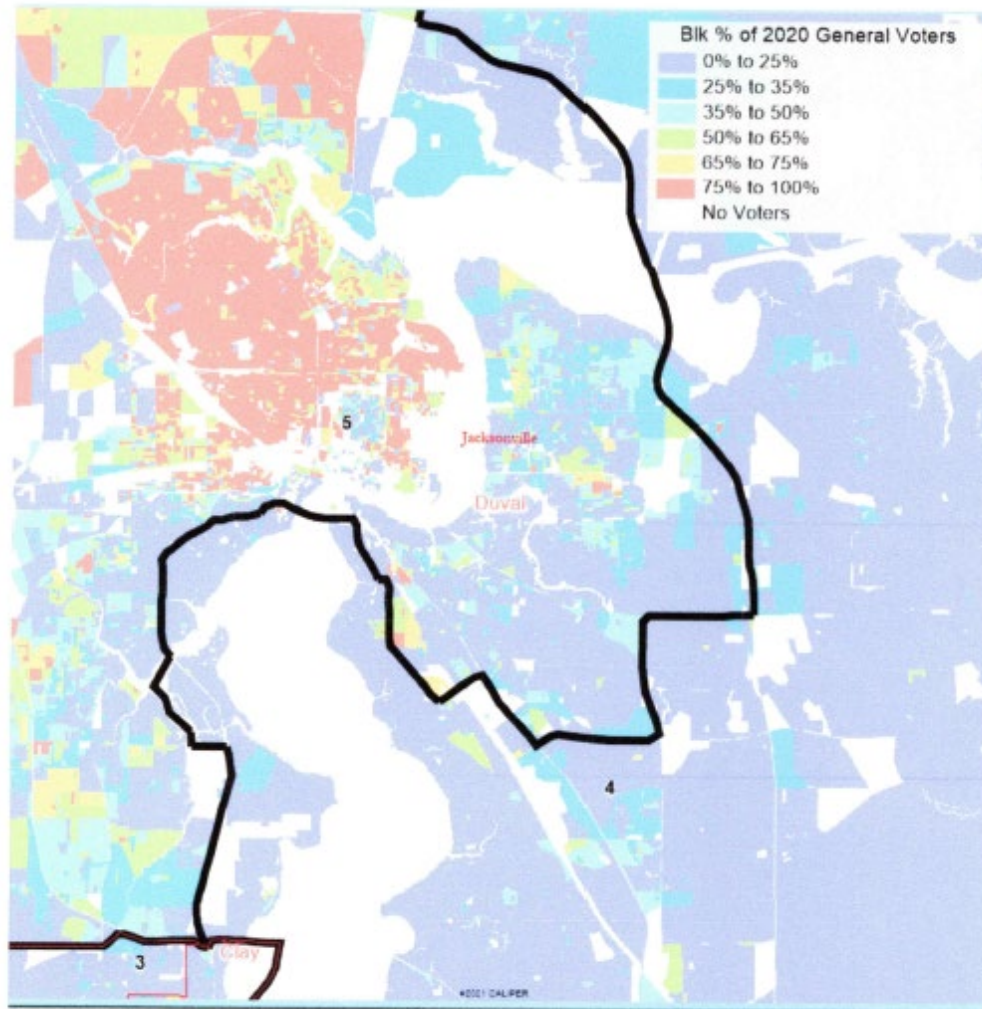 Blk % of 2020 General Voters
0% to 25%
25% to 35%
35% to 50%
50% to 65%
65% to 75%
75% to 100%
No Voters
5
Jacksonville
Duval
4
3
Clay
©2021 CALIPER